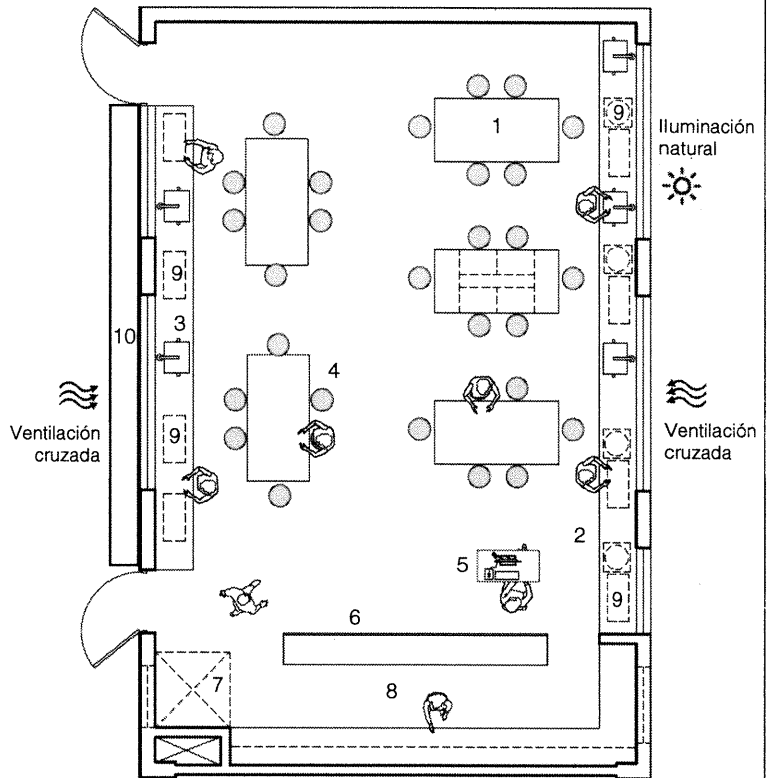 1
9
Iluminación
natural
9
3
10
4
Ventilación
cruzada
Ventilación
cruzada
9
2
5
9
6
7
8